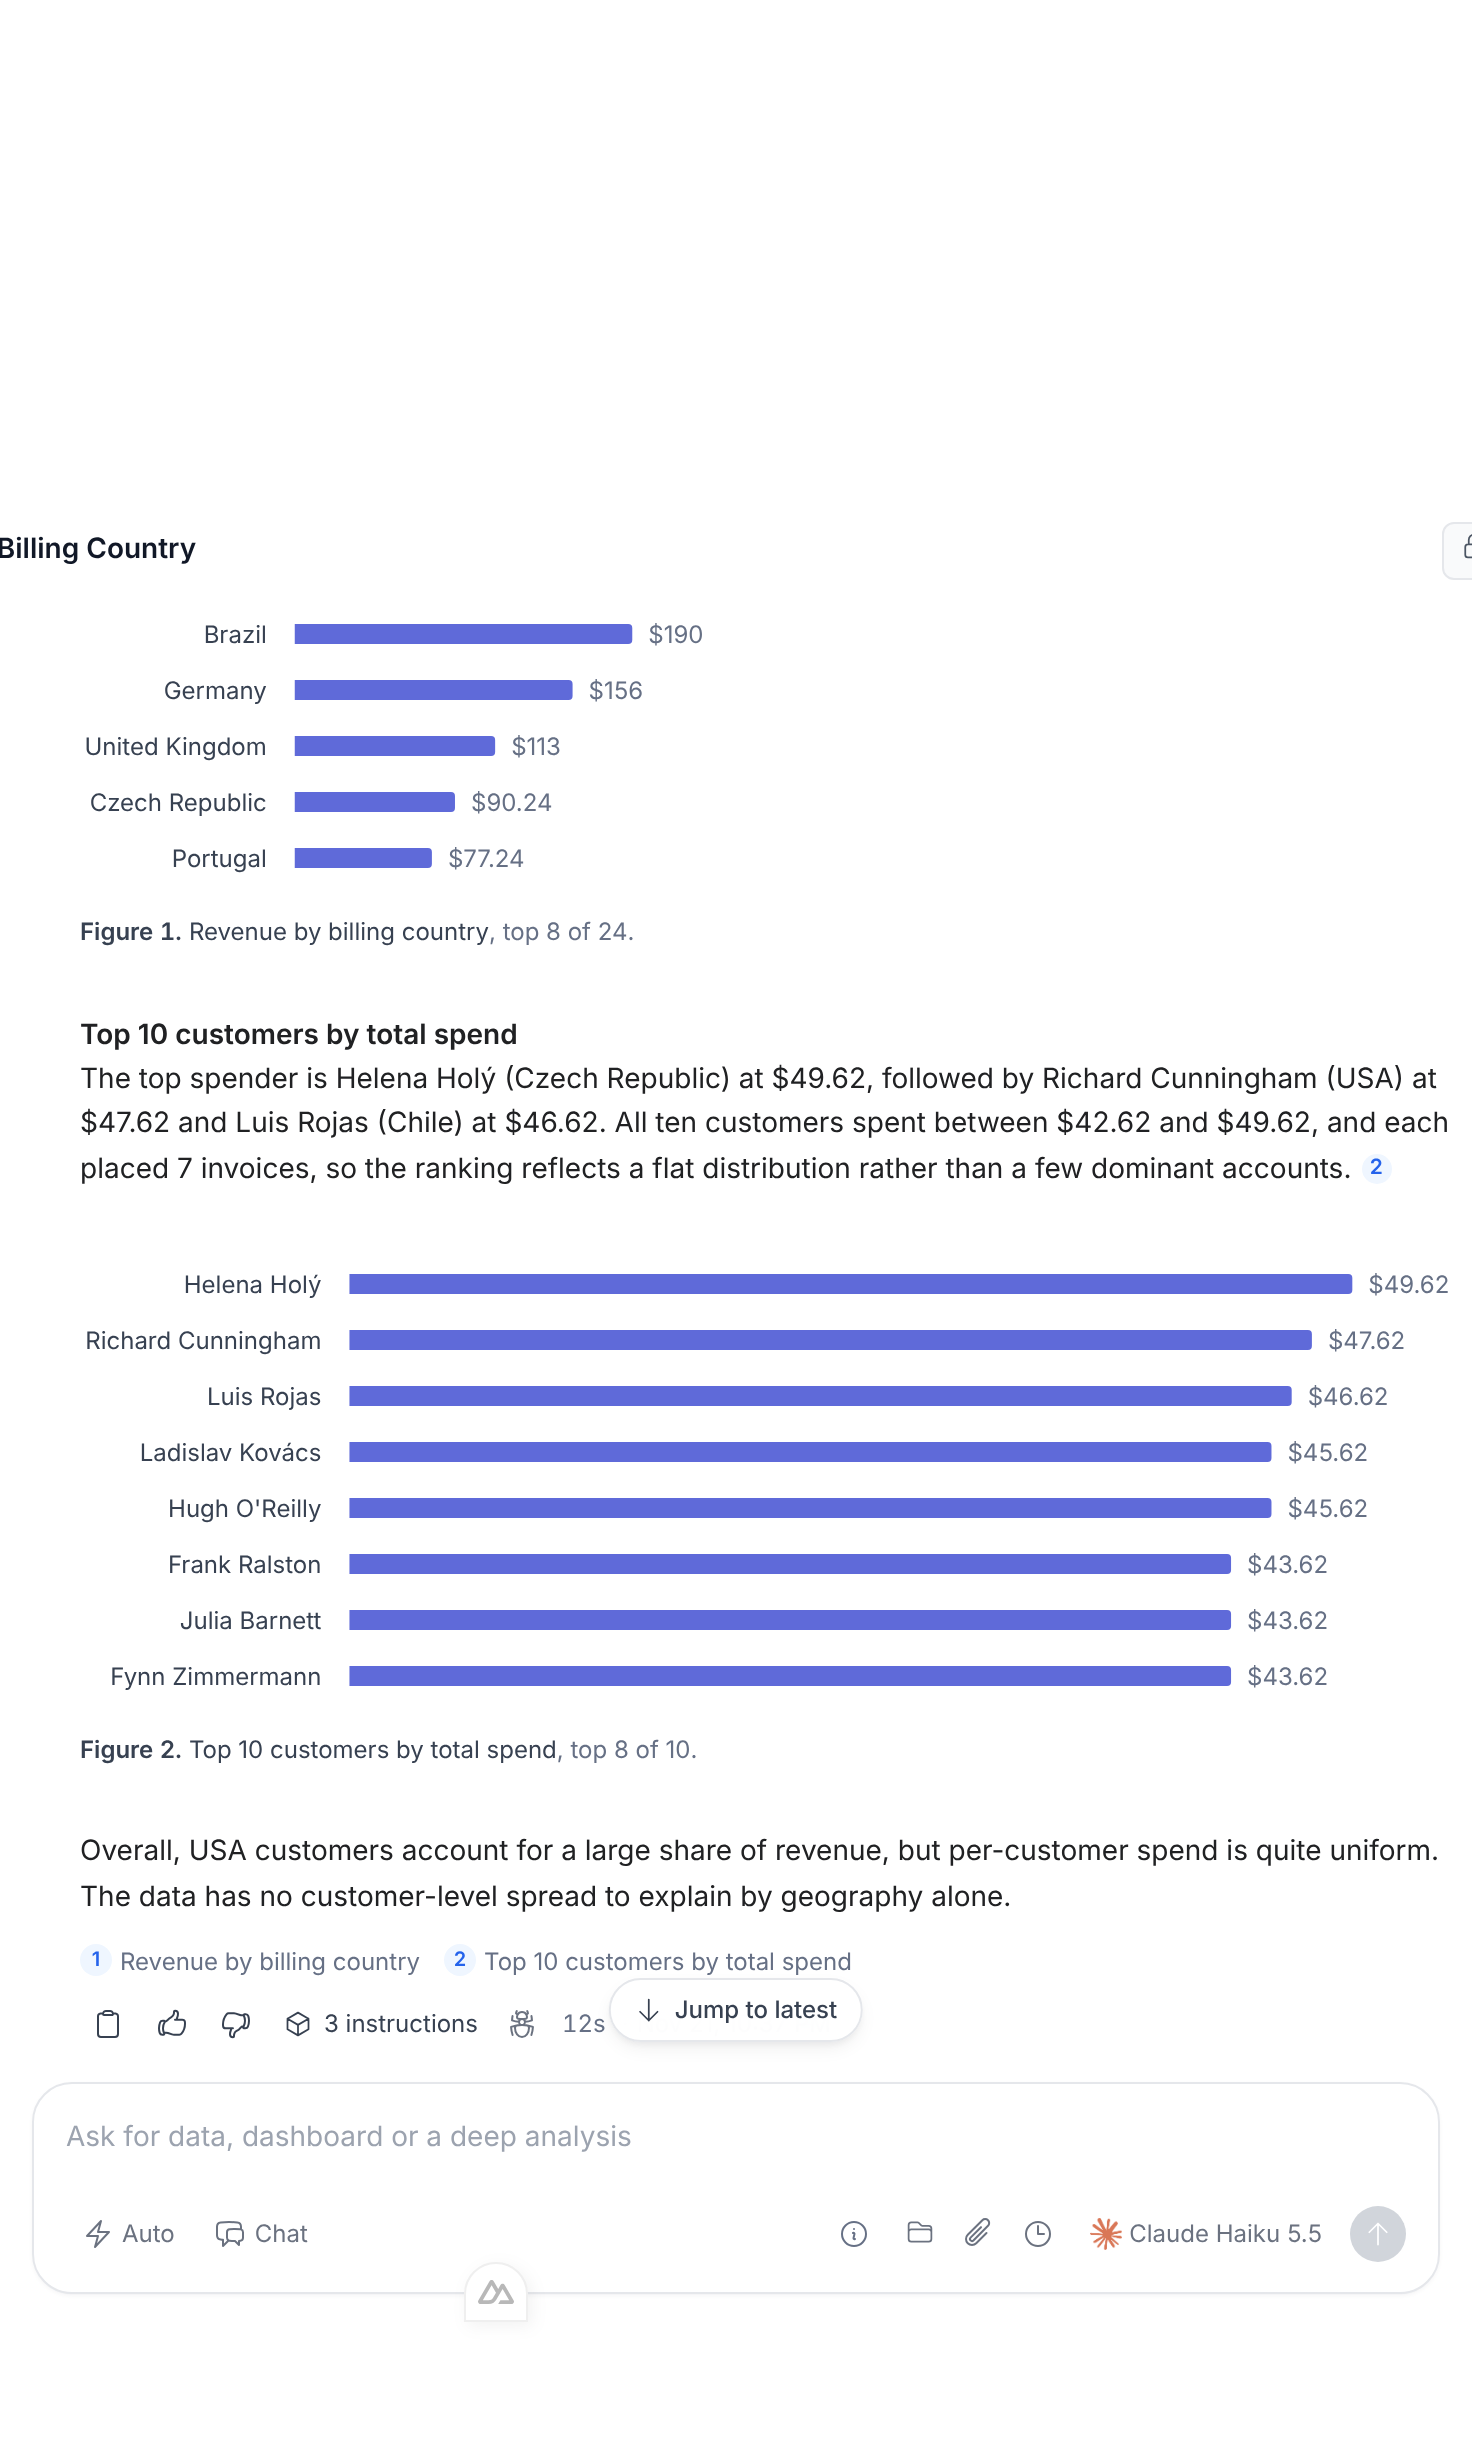 Billing Country
Brazil $190
Germany $156
United Kingdom $113
Czech Republic $90.24
Portugal $77.24
Figure 1. Revenue by billing country, top 8 of 24.
Top 10 customers by total spend
The top spender is Helena Holý (Czech Republic) at $49.62, followed by Richard Cunningham (USA) at
$47.62 and Luis Rojas (Chile) at $46.62. All ten customers spent between $42.62 and $49.62, and each
placed 7 invoices, so the ranking reflects a flat distribution rather than a few dominant accounts. 2
Helena Holý $49.62
Richard Cunningham $47.62
Luis Rojas $46.62
Ladislav Kovács $45.62
Hugh O'Reilly $45.62
Frank Ralston $43.62
Julia Barnett $43.62
Fynn Zimmermann $43.62
Figure 2. Top 10 customers by total spend, top 8 of 10.
Overall, USA customers account for a large share of revenue, but per-customer spend is quite uniform.
The data has no customer-level spread to explain by geography alone.
1 Revenue by billing country 2 Top 10 customers by total spend
3 instructions 12s Jump to latest
Ask for data, dashboard or a deep analysis
Auto Chat Claude Haiku 5.5